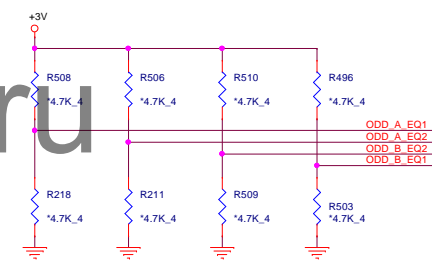 +3V
R508 R506 R510 R496
*4.7K_4 *4.7K_4 *4.7K_4 *4.7K_4
ODD_A_EQ1
ODD_A_EQ2
ODD_B_EQ2
ODD_B_EQ1
ru
R218 R211 R509 R503
*4.7K_4 *4.7K_4 *4.7K_4 *4.7K_4